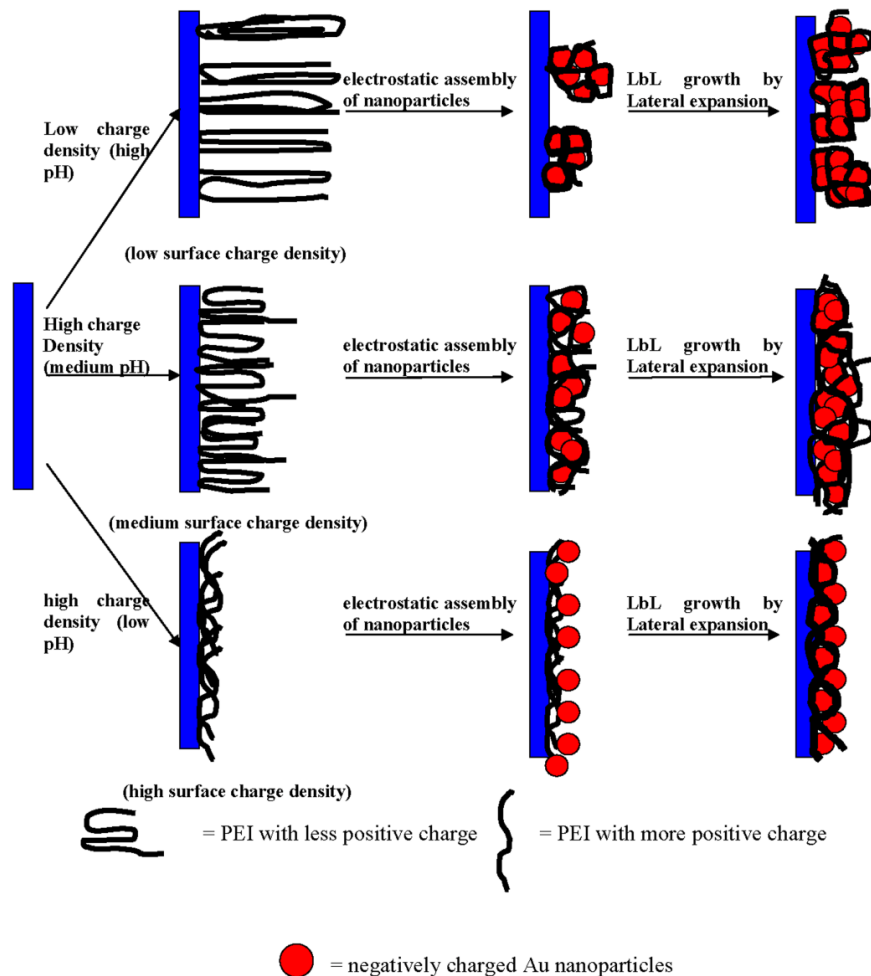 electrostatic assembly
of nanoparticles
LbL growth by
Lateral expansion
Low charge
density (high
pH)
(low surface charge density)
High charge
Density
(medium pH)
electrostatic assembly
of nanoparticles
LbL growth by
Lateral expansion
(medium surface charge density)
high charge
density (low
pH)
electrostatic assembly
of nanoparticles
LbL growth by
Lateral expansion
(high surface charge density)
= PEI with less positive charge
= PEI with more positive charge
= negatively charged Au nanoparticles